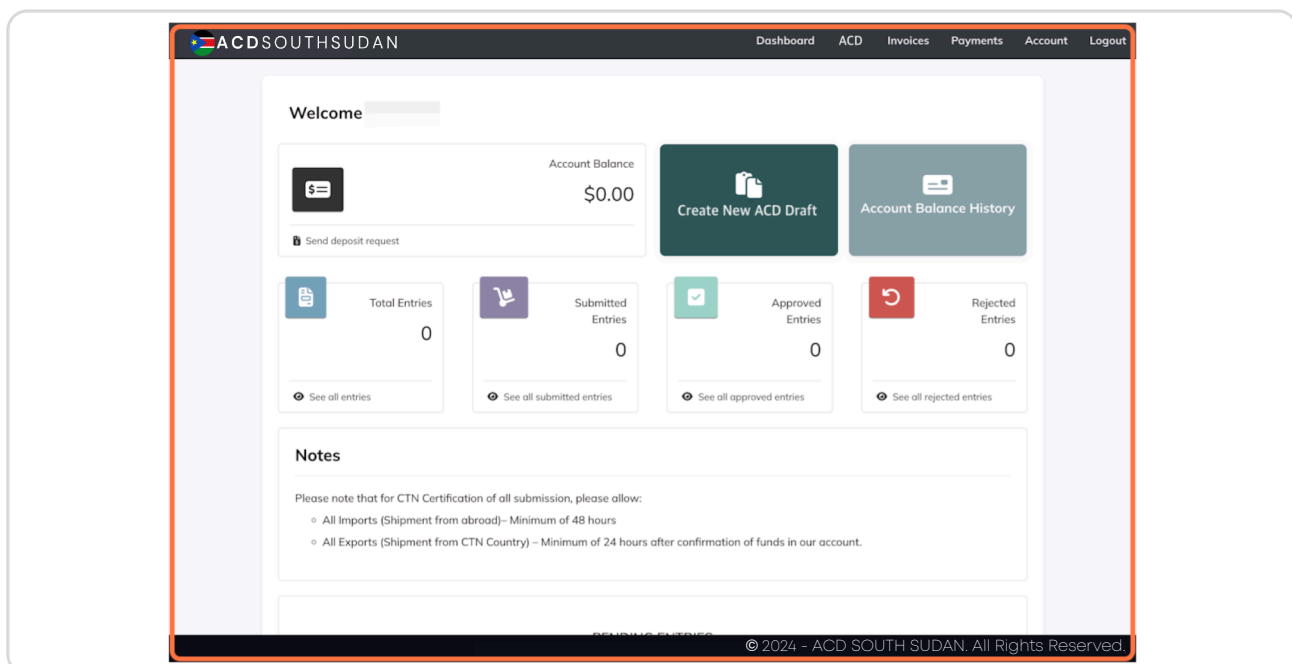 ACDSOUTHSUDAN
Dashboard ACD Invoices Payments Account Logout
Welcome
Account Balance
$0.00
Send deposit request
Create New ACD Draft
Account Balance History
Total Entries
0
See all entries
Submitted
Entries
0
See all submitted entries
Approved
Entries
0
See all approved entries
Rejected
Entries
0
See all rejected entries
Notes
Please note that for CTN Certification of all submission, please allow:
All Imports (Shipment from abroad)– Minimum of 48 hours
All Exports (Shipment from CTN Country) – Minimum of 24 hours after confirmation of funds in our account.
PENDING ENTRIES
© 2024 - ACD SOUTH SUDAN. All Rights Reserved.